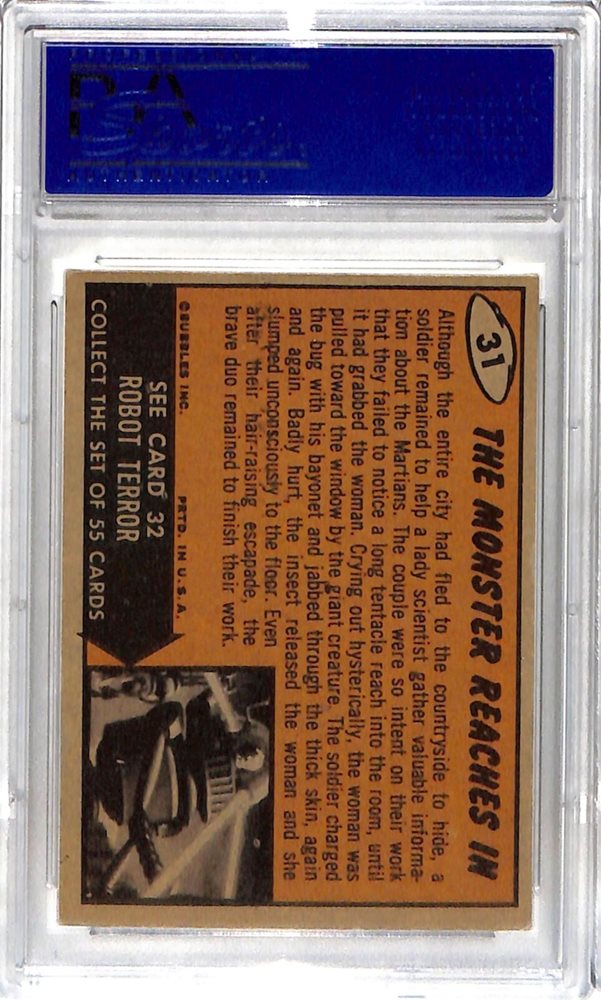 31
THE MONSTER REACHES IN
Although the entire city had fled to the countryside to hide, a
soldier remained to help a lady scientist gather valuable informa-
tion about the Martians. The couple were so intent on their work
that they failed to notice a long tentacle reach into the room, until
it had grabbed the woman. Crying out hysterically, the woman was
pulled toward the window by the giant creature. The soldier charged
the bug with his bayonet and jabbed through the thick skin, again
and again. Badly hurt, the insect released the woman and she
slumped unconsciously to the floor. Even
after their hair-raising escapade, the
brave duo remained to finish their work.
©BUBBLES INC. PRTD. IN U.S.A.
SEE CARD 32
ROBOT TERROR
COLLECT THE SET OF 55 CARDS